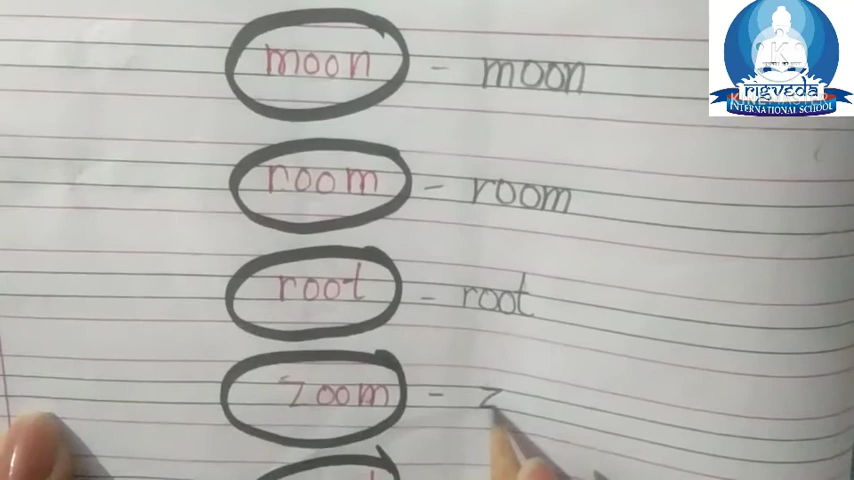 moon - moon
room - room
root - root
zoom - z
K
rigveda
INTERNATIONAL SCHOOL